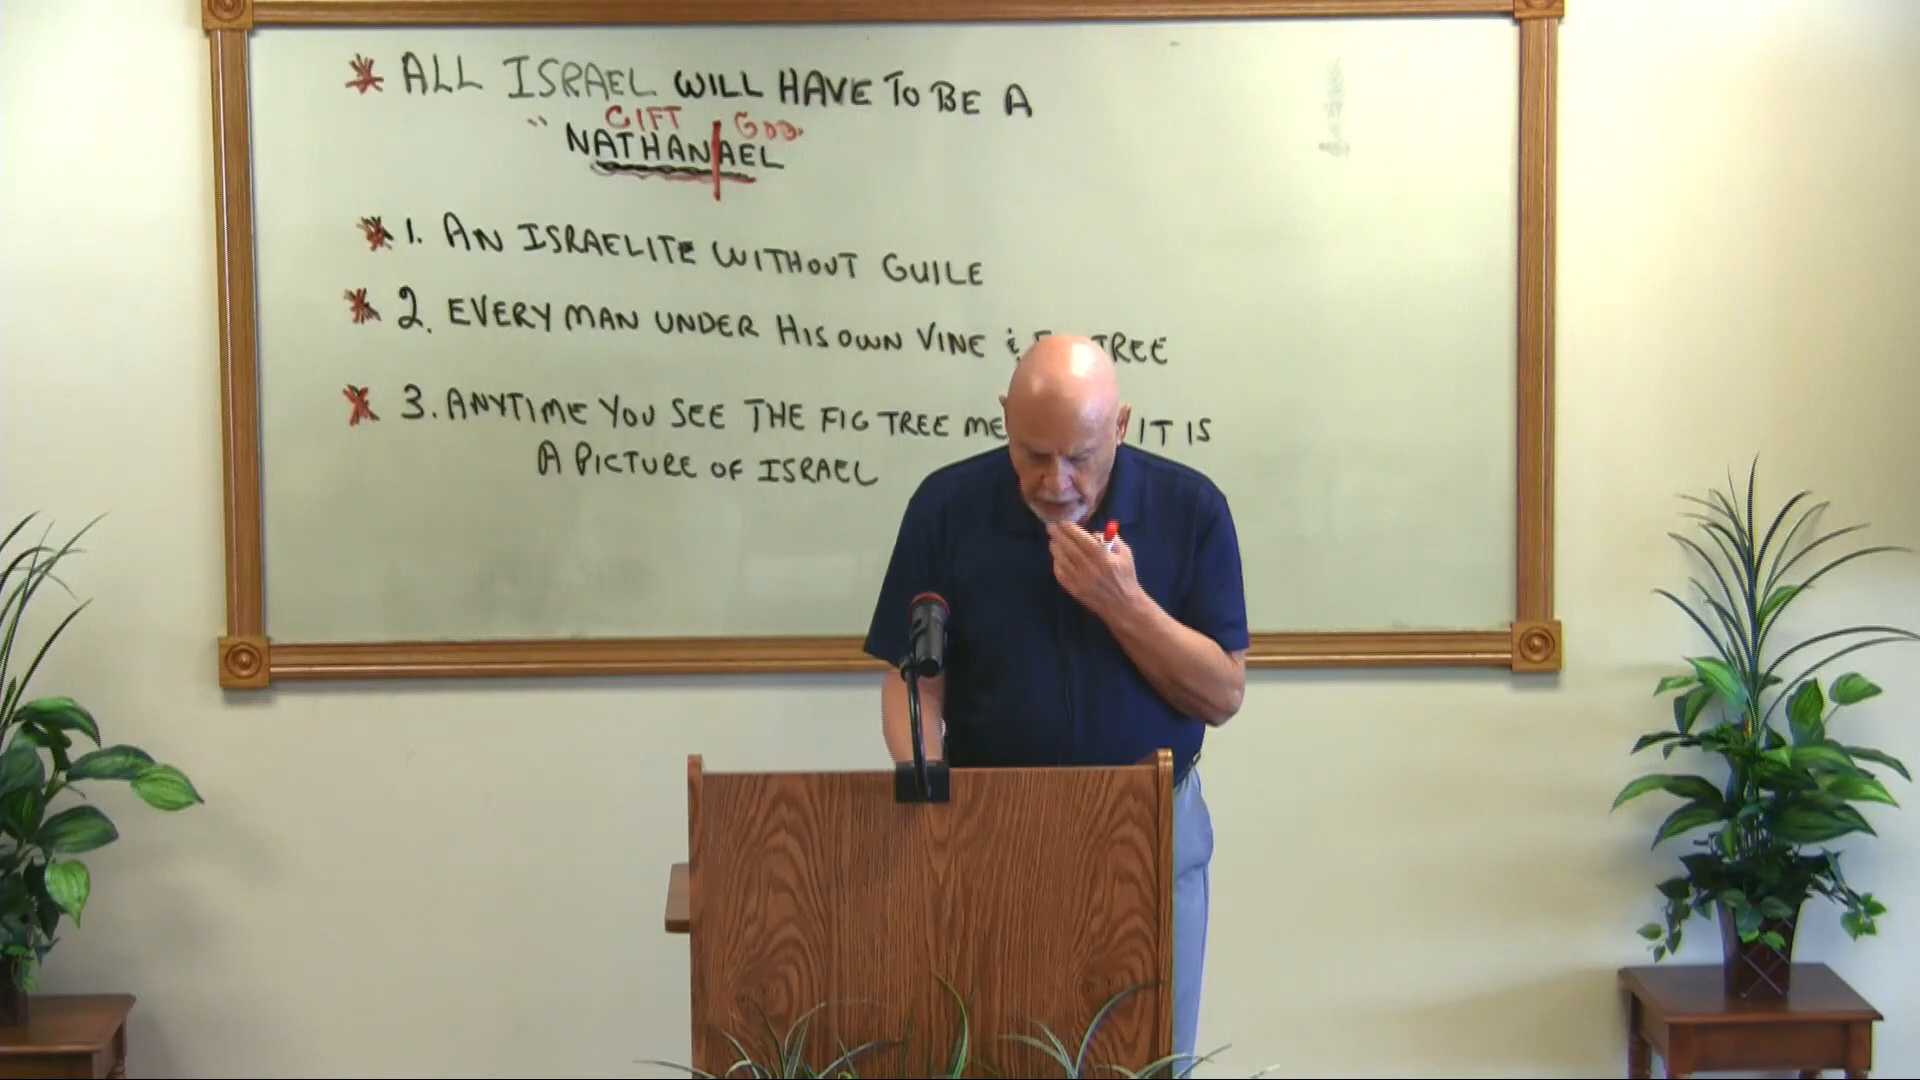 * ALL ISRAEL WILL HAVE TO BE A
GIFT GOD
" NATHANAEL
* 1. AN ISRAELITE WITHOUT GUILE
* 2. EVERY MAN UNDER HIS OWN VINE & TREE
* 3. ANYTIME YOU SEE THE FIG TREE IT IS
A PICTURE OF ISRAEL